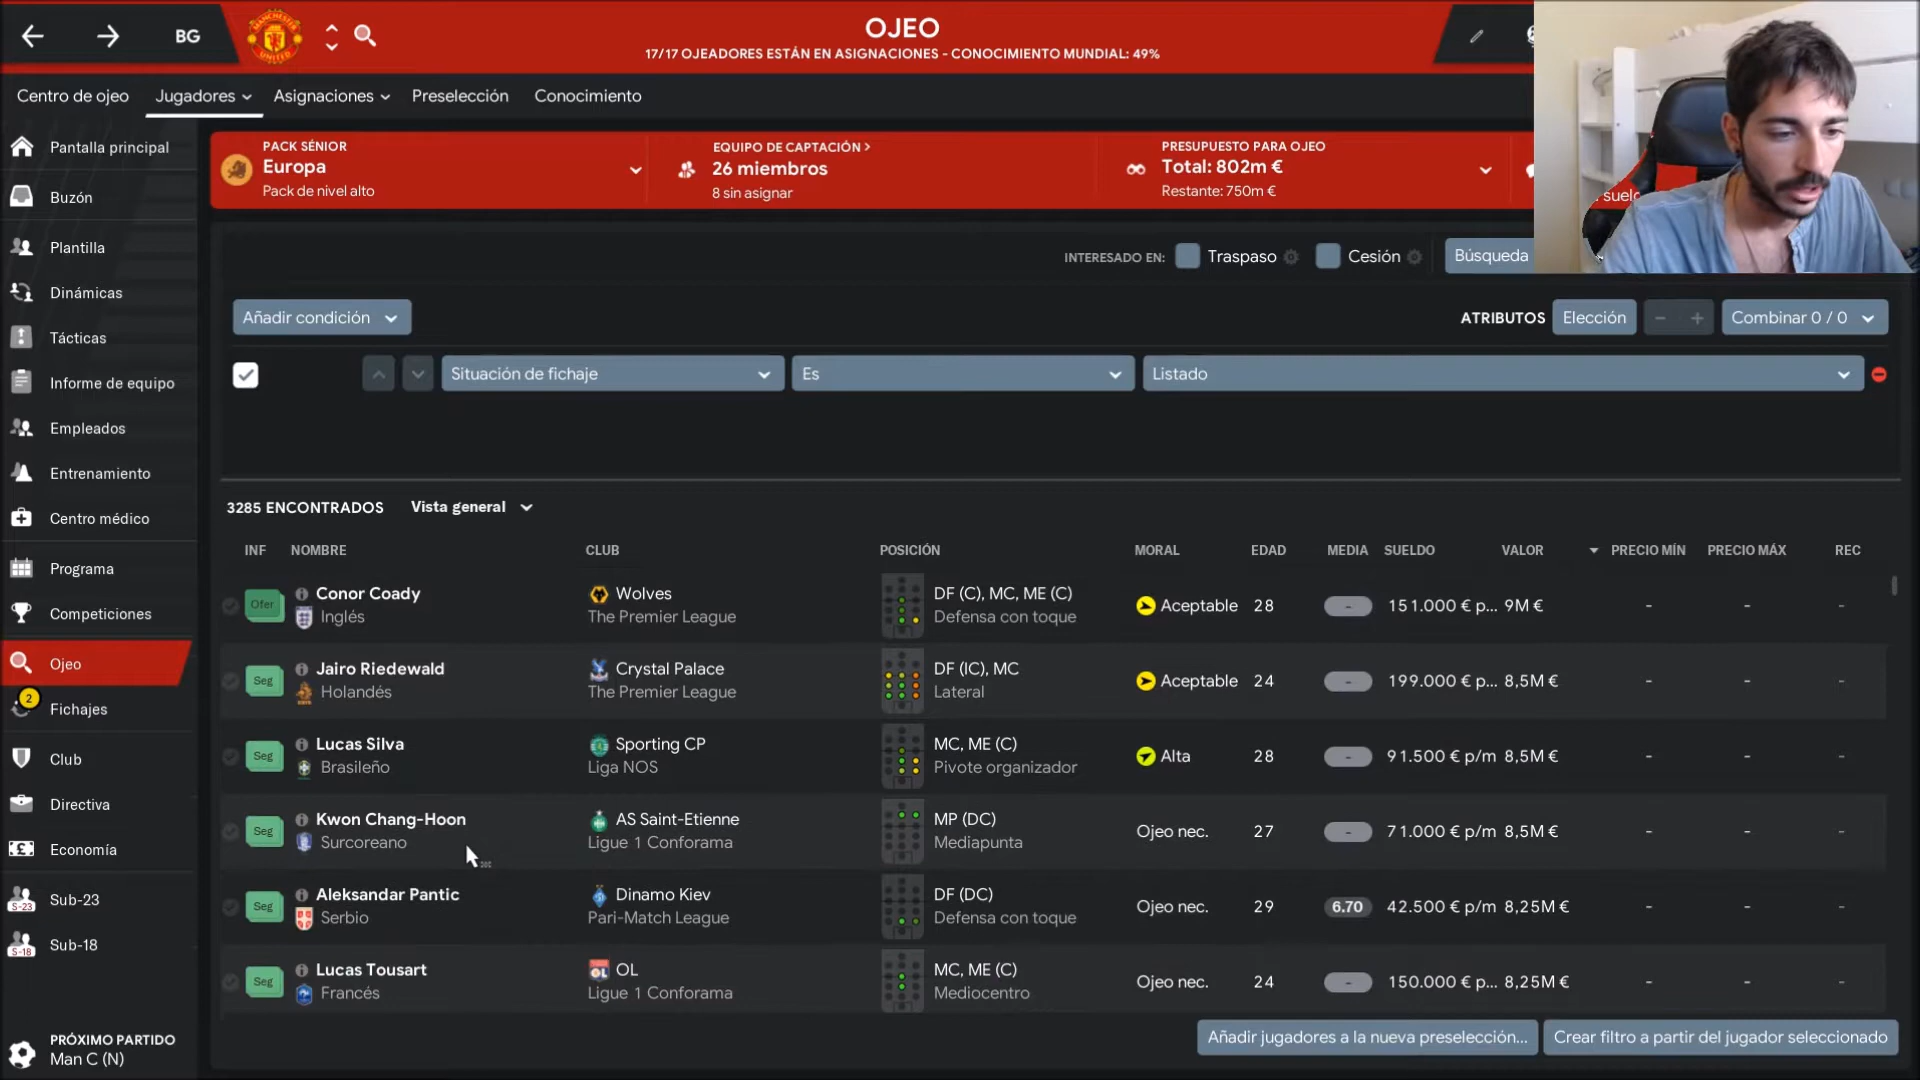 BG
OJEO
17/17 OJEADORES ESTÁN EN ASIGNACIONES - CONOCIMIENTO MUNDIAL: 49%
Centro de ojeo
Jugadores
Asignaciones
Preselección
Conocimiento
Pantalla principal
Buzón
Plantilla
Dinámicas
Tácticas
Informe de equipo
Empleados
Entrenamiento
Centro médico
Programa
Competiciones
Ojeo
2
Fichajes
Club
Directiva
Economía
S-23
Sub-23
S-18
Sub-18
PRÓXIMO PARTIDO
Man C (N)
PACK SÉNIOR
Europa
Pack de nivel alto
EQUIPO DE CAPTACIÓN >
26 miembros
8 sin asignar
PRESUPUESTO PARA OJEO
Total: 802m €
Restante: 750m €
INTERESADO EN: Traspaso Cesión Búsqueda
Añadir condición ATRIBUTOS Elección - + Combinar 0 / 0
Situación de fichaje Es Listado
3285 ENCONTRADOS Vista general
INF NOMBRE CLUB POSICIÓN MORAL EDAD MEDIA SUELDO VALOR PRECIO MÍN PRECIO MÁX REC
Ofer Conor Coady Wolves DF (C), MC, ME (C) Aceptable 28 - 151.000 € p... 9M € - - -
Inglés The Premier League Defensa con toque
Seg Jairo Riedewald Crystal Palace DF (IC), MC Aceptable 24 - 199.000 € p... 8,5M € - - -
Holandés The Premier League Lateral
Seg Lucas Silva Sporting CP MC, ME (C) Alta 28 - 91.500 € p/m 8,5M € - - -
Brasileño Liga NOS Pivote organizador
Seg Kwon Chang-Hoon AS Saint-Etienne MP (DC) Ojeo nec. 27 - 71.000 € p/m 8,5M € - - -
Surcoreano Ligue 1 Conforama Mediapunta
Seg Aleksandar Pantic Dinamo Kiev DF (DC) Ojeo nec. 29 6.70 42.500 € p/m 8,25M € - - -
Serbio Pari-Match League Defensa con toque
Seg Lucas Tousart OL MC, ME (C) Ojeo nec. 24 - 150.000 € p... 8,25M € - - -
Francés Ligue 1 Conforama Mediocentro
Añadir jugadores a la nueva preselección... Crear filtro a partir del jugador seleccionado